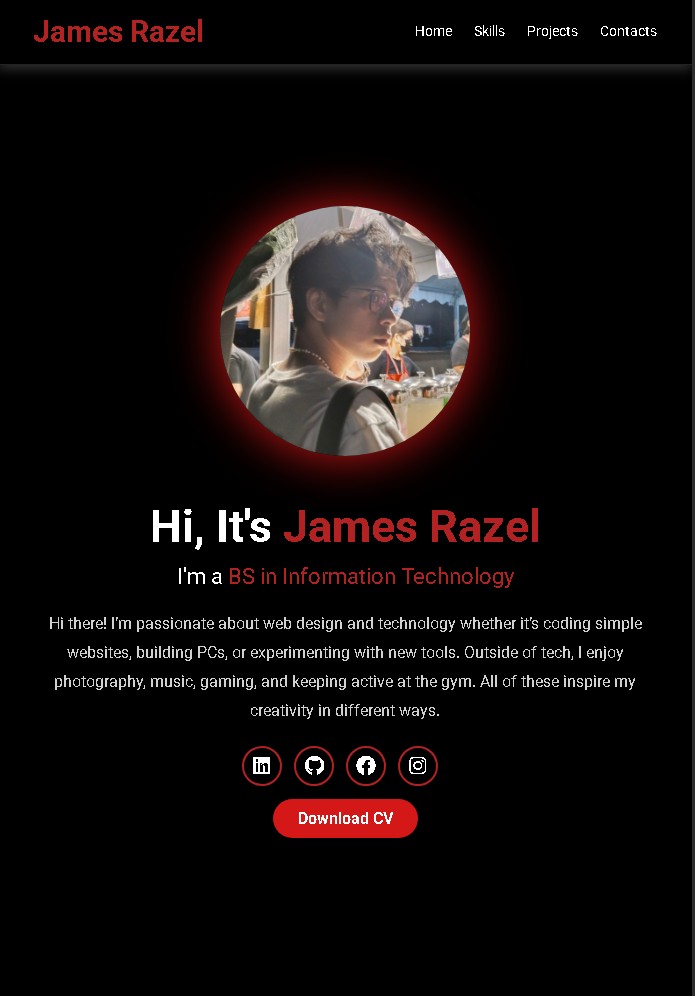 James Razel
Home Skills Projects Contacts
Hi, It's James Razel
I'm a BS in Information Technology
Hi there! I’m passionate about web design and technology whether it’s coding simple
websites, building PCs, or experimenting with new tools. Outside of tech, I enjoy
photography, music, gaming, and keeping active at the gym. All of these inspire my
creativity in different ways.
in
Download CV